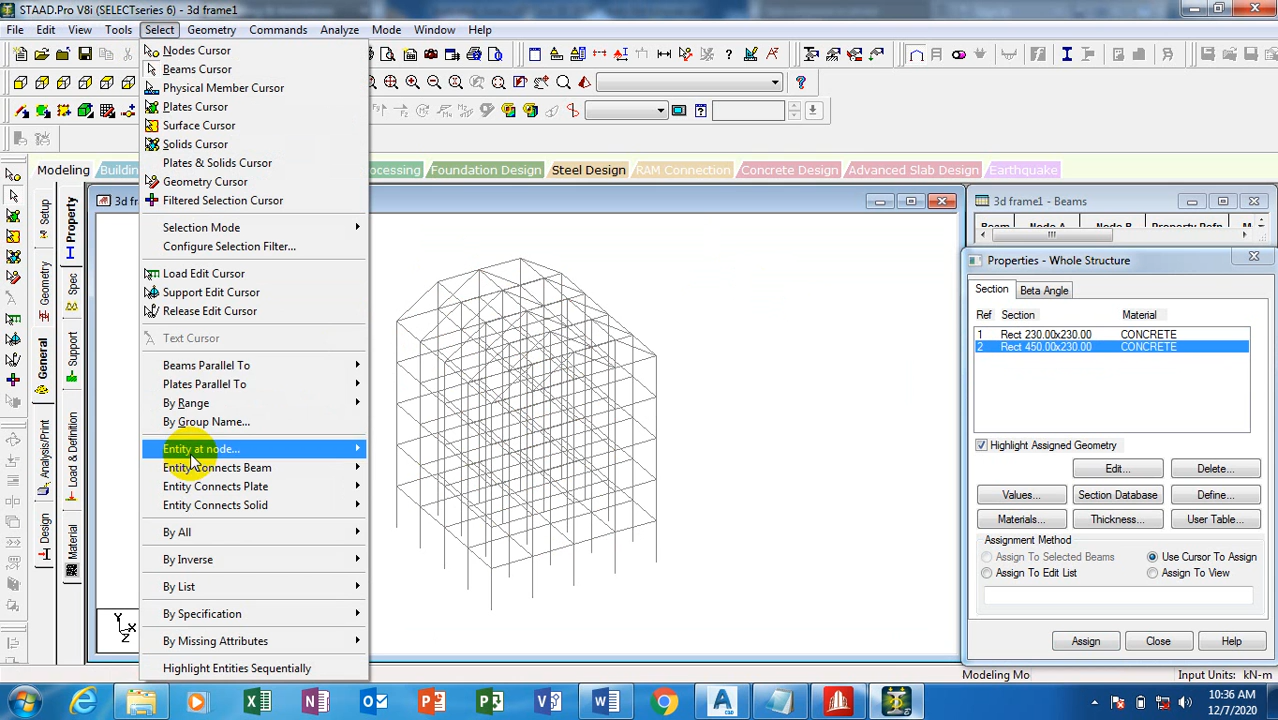 STAAD.Pro V8i (SELECTseries 6) - 3d frame1
File Edit View Tools Select Geometry Commands Analyze Mode Window Help
Nodes Cursor
Beams Cursor
Physical Member Cursor
Plates Cursor
Surface Cursor
Solids Cursor
Plates & Solids Cursor
Geometry Cursor
Filtered Selection Cursor
Selection Mode
Configure Selection Filter...
Load Edit Cursor
Support Edit Cursor
Release Edit Cursor
Text Cursor
Beams Parallel To
Plates Parallel To
By Range
By Group Name...
Entity at node...
Entity Connects Beam
Entity Connects Plate
Entity Connects Solid
By All
By Inverse
By List
By Specification
By Missing Attributes
Highlight Entities Sequentially
Modeling Building ocessing Foundation Design Steel Design RAM Connection Concrete Design Advanced Slab Design Earthquake
Setup
Geometry
General
Analysis/Print
Design
Property
Spec
Support
Load & Definition
Material
3d f
3d frame1 - Beams
Beam Node A Node B Property Refn M
Properties - Whole Structure
Section Beta Angle
Ref Section Material
1 Rect 230.00x230.00 CONCRETE
2 Rect 450.00x230.00 CONCRETE
Highlight Assigned Geometry
Edit... Delete...
Values... Section Database Define...
Materials... Thickness... User Table...
Assignment Method
Assign To Selected Beams Use Cursor To Assign
Assign To Edit List Assign To View
Assign Close Help
Y
X
Z
Modeling Mo Input Units: kN-m
10:36 AM
12/7/2020